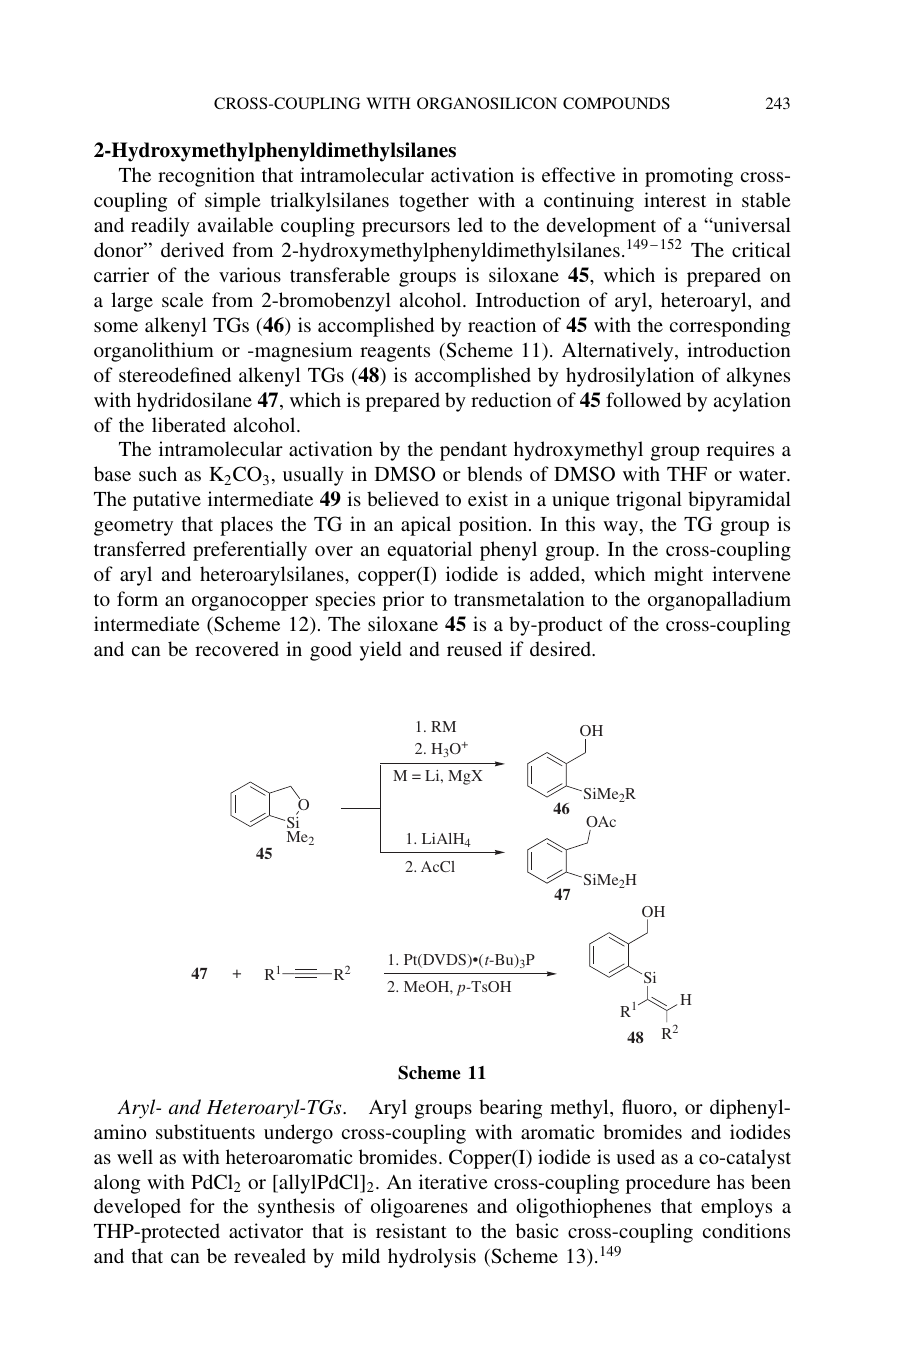 CROSS-COUPLING WITH ORGANOSILICON COMPOUNDS 243
2-Hydroxymethylphenyldimethylsilanes
The recognition that intramolecular activation is effective in promoting cross-
coupling of simple trialkylsilanes together with a continuing interest in stable
and readily available coupling precursors led to the development of a “universal
donor” derived from 2-hydroxymethylphenyldimethylsilanes.149–152 The critical
carrier of the various transferable groups is siloxane 45, which is prepared on
a large scale from 2-bromobenzyl alcohol. Introduction of aryl, heteroaryl, and
some alkenyl TGs (46) is accomplished by reaction of 45 with the corresponding
organolithium or -magnesium reagents (Scheme 11). Alternatively, introduction
of stereodefined alkenyl TGs (48) is accomplished by hydrosilylation of alkynes
with hydridosilane 47, which is prepared by reduction of 45 followed by acylation
of the liberated alcohol.
The intramolecular activation by the pendant hydroxymethyl group requires a
base such as K2CO3, usually in DMSO or blends of DMSO with THF or water.
The putative intermediate 49 is believed to exist in a unique trigonal bipyramidal
geometry that places the TG in an apical position. In this way, the TG group is
transferred preferentially over an equatorial phenyl group. In the cross-coupling
of aryl and heteroarylsilanes, copper(I) iodide is added, which might intervene
to form an organocopper species prior to transmetalation to the organopalladium
intermediate (Scheme 12). The siloxane 45 is a by-product of the cross-coupling
and can be recovered in good yield and reused if desired.
1. RM
2. H3O+
M = Li, MgX
OH
SiMe2R
46
O
Si
Me2
45
1. LiAlH4
2. AcCl
OAc
SiMe2H
47
47 + R1 R2
1. Pt(DVDS)•(t-Bu)3P
2. MeOH, p-TsOH
OH
Si
R1 H
R2
48
Scheme 11
Aryl- and Heteroaryl-TGs. Aryl groups bearing methyl, fluoro, or diphenyl-
amino substituents undergo cross-coupling with aromatic bromides and iodides
as well as with heteroaromatic bromides. Copper(I) iodide is used as a co-catalyst
along with PdCl2 or [allylPdCl]2. An iterative cross-coupling procedure has been
developed for the synthesis of oligoarenes and oligothiophenes that employs a
THP-protected activator that is resistant to the basic cross-coupling conditions
and that can be revealed by mild hydrolysis (Scheme 13).149